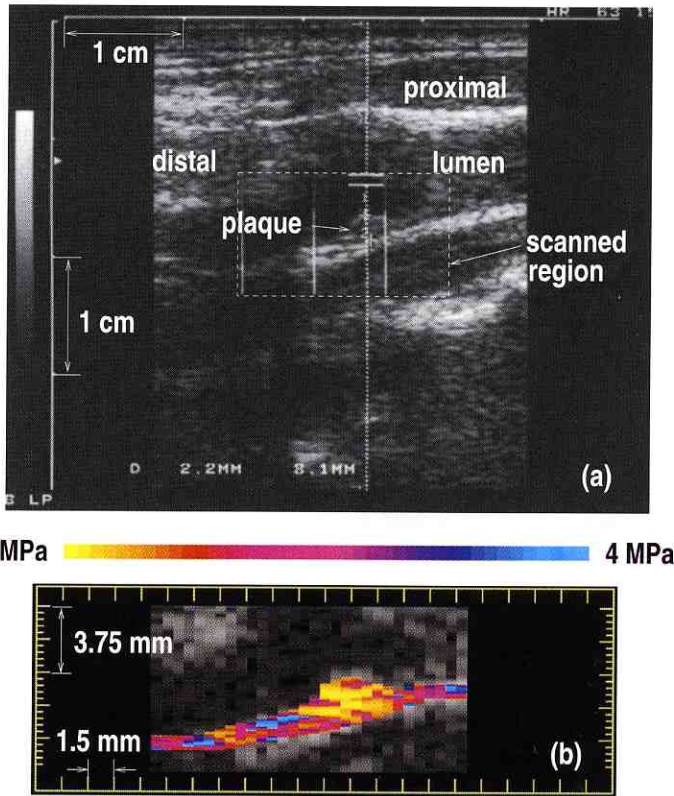 HR 63
1 cm
proximal
distal
lumen
plaque
scanned
region
1 cm
D 2.2MM 8.1MM
(a)
B LP
MPa
4 MPa
3.75 mm
1.5 mm
(b)